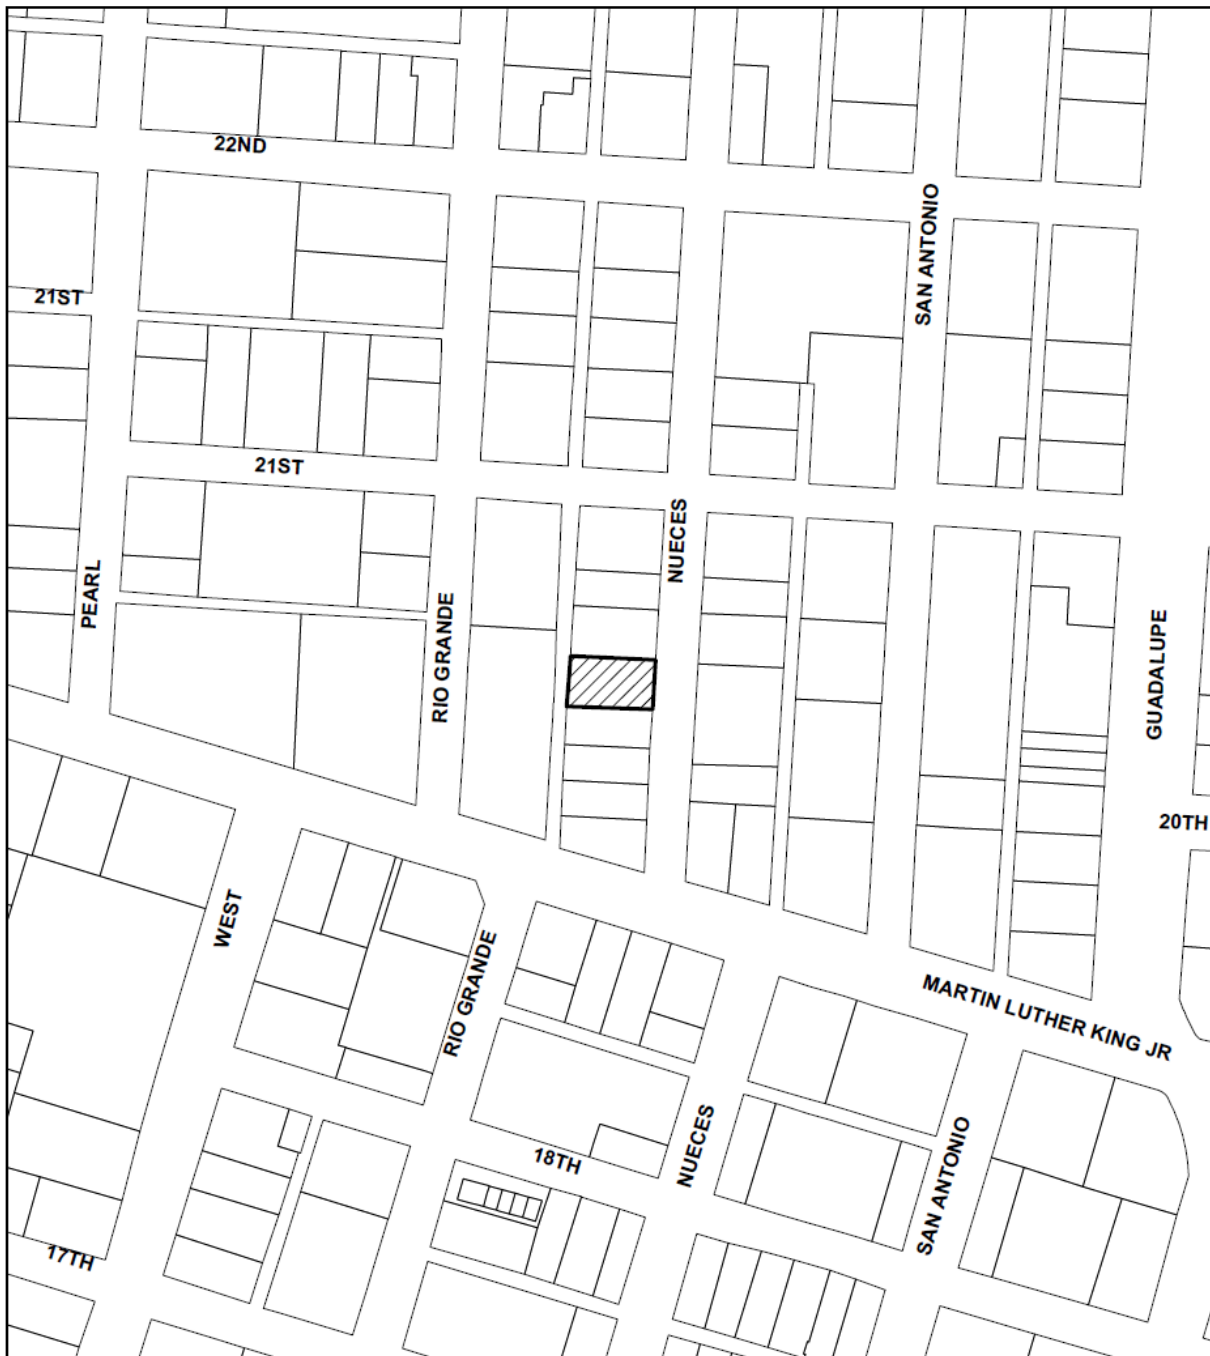 22ND
SAN ANTONIO
21ST
21ST
NUECES
PEARL
RIO GRANDE
GUADALUPE
20TH
WEST
RIO GRANDE
MARTIN LUTHER KING JR
NUECES
18TH
SAN ANTONIO
17TH